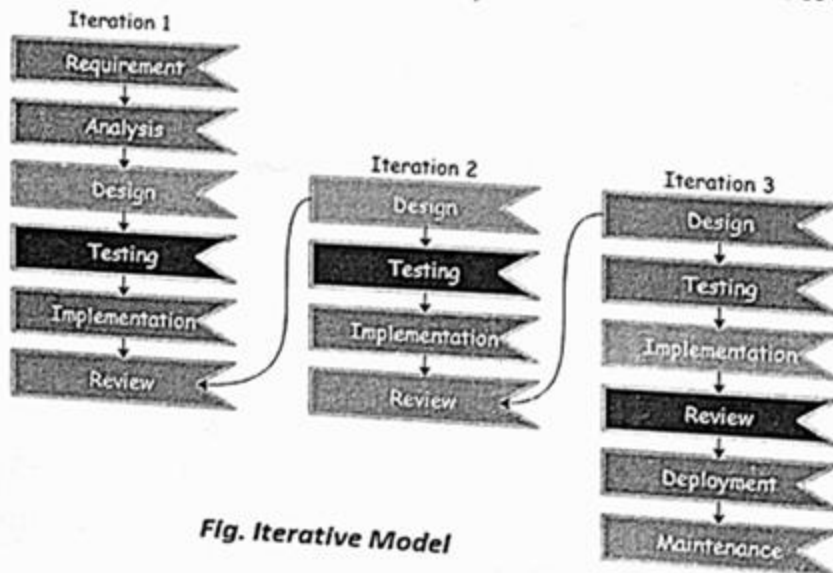 Iteration 1
Requirement
Analysis
Design
Testing
Implementation
Review
Iteration 2
Design
Testing
Implementation
Review
Iteration 3
Design
Testing
Implementation
Review
Deployment
Maintenance
Fig. Iterative Model